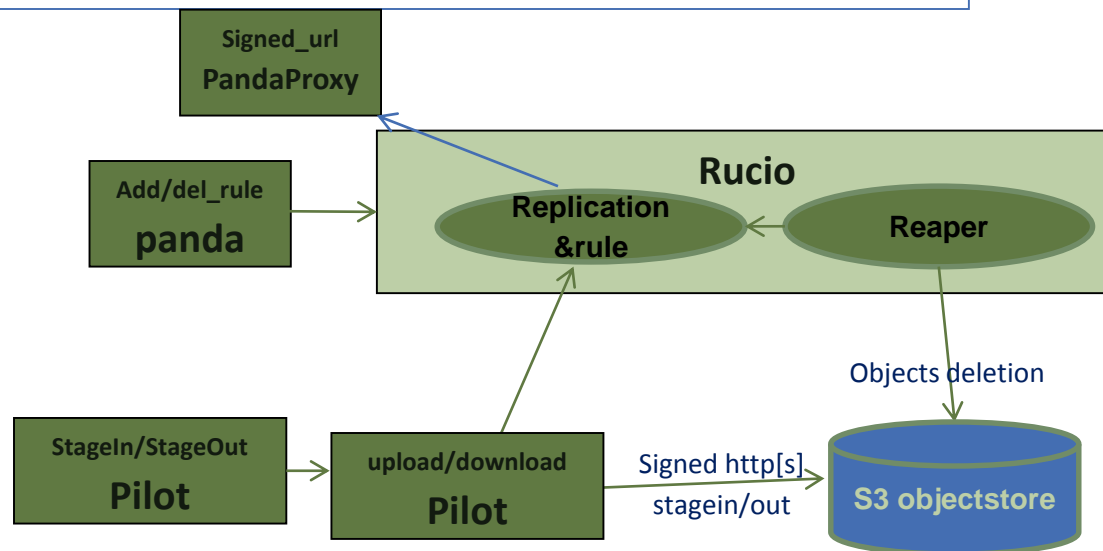 Signed_url
PandaProxy
Rucio
Add/del_rule
panda
Replication
&rule
Reaper
Objects deletion
StageIn/StageOut
Pilot
upload/download
Pilot
Signed http[s]
stagein/out
S3 objectstore